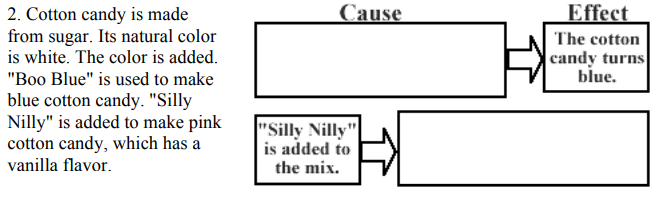 2. Cotton candy is made
from sugar. Its natural color
is white. The color is added.
"Boo Blue" is used to make
blue cotton candy. "Silly
Nilly" is added to make pink
cotton candy, which has a
vanilla flavor.
Cause
Effect
The cotton
candy turns
blue.
"Silly Nilly"
is added to
the mix.